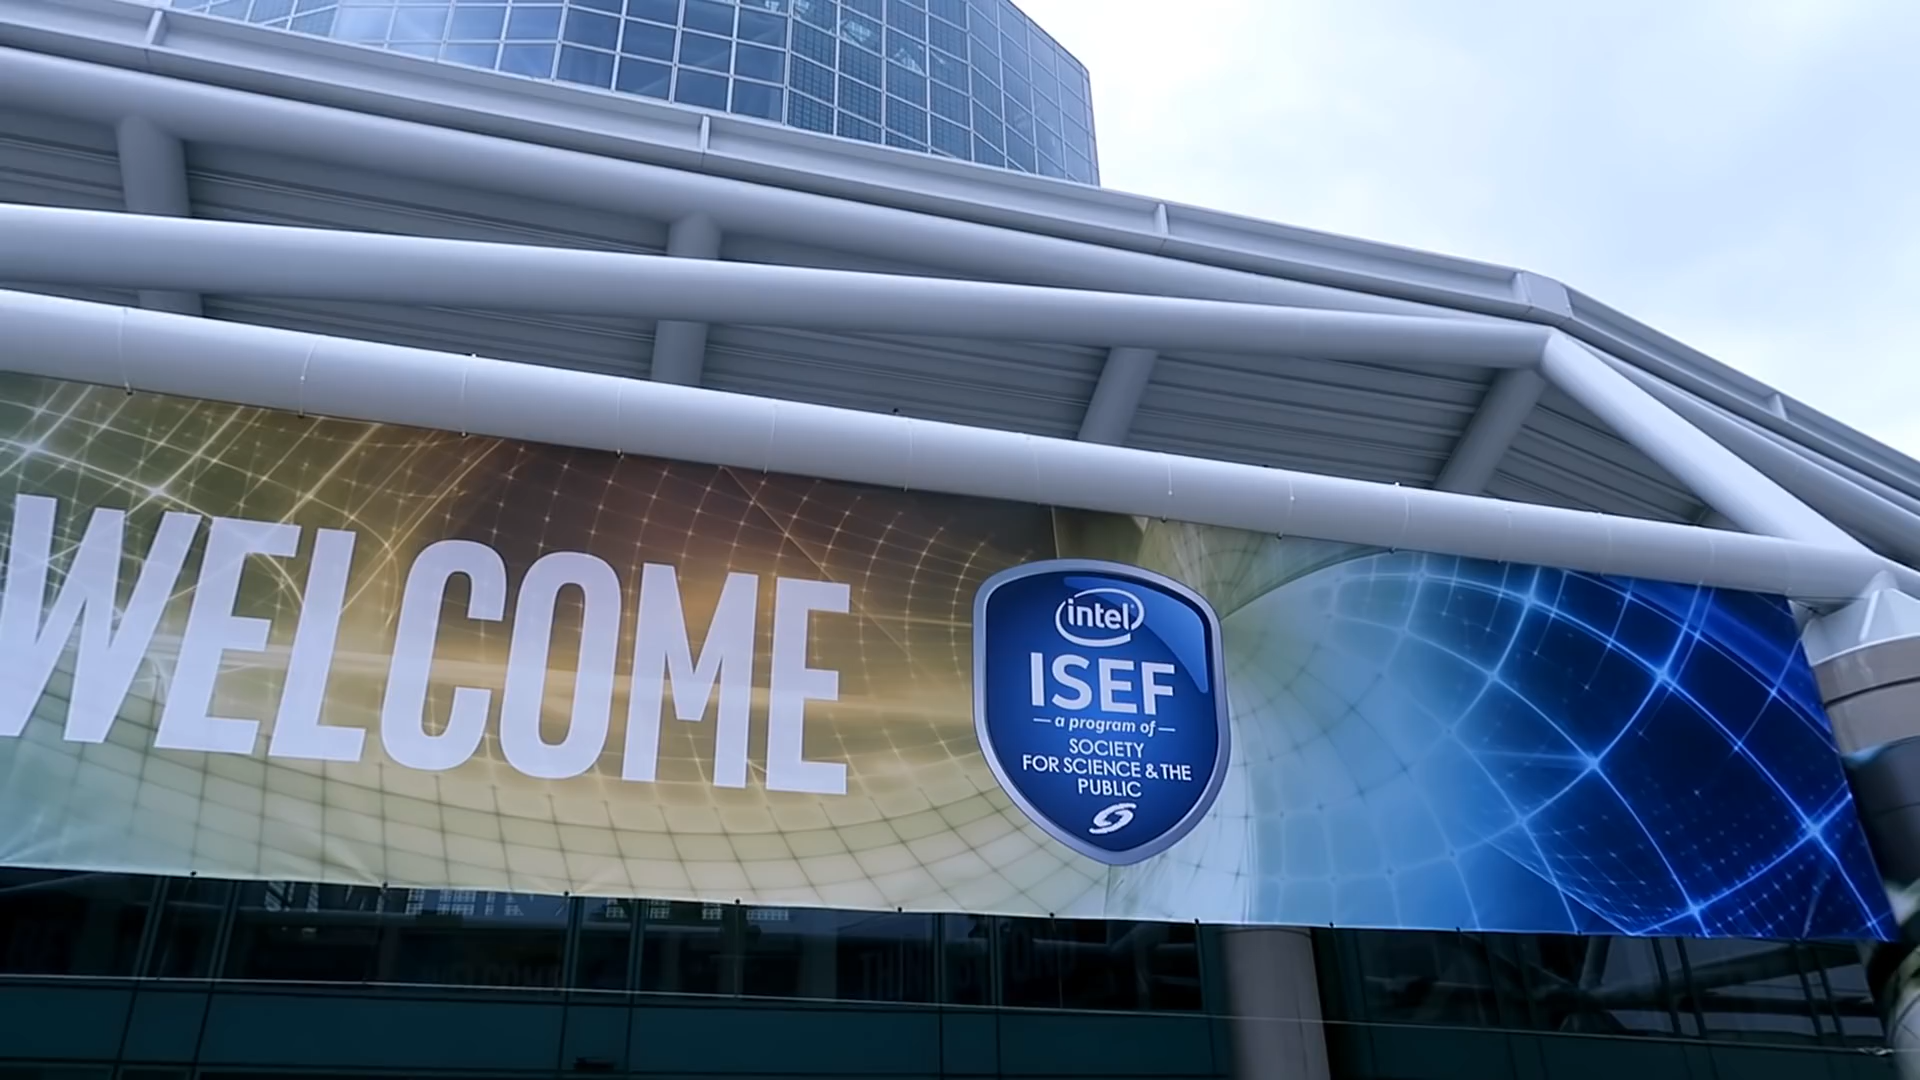 WELCOME
intel
ISEF
— a program of —
SOCIETY
FOR SCIENCE & THE
PUBLIC